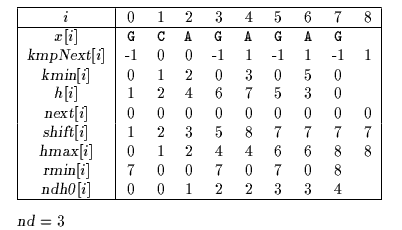 i 0 1 2 3 4 5 6 7 8
x[i] G C A G A G A G
kmpNext[i] -1 0 0 -1 1 -1 1 -1 1
kmin[i] 0 1 2 0 3 0 5 0
h[i] 1 2 4 6 7 5 3 0
next[i] 0 0 0 0 0 0 0 0 0
shift[i] 1 2 3 5 8 7 7 7 7
hmax[i] 0 1 2 4 4 6 6 8 8
rmin[i] 7 0 0 7 0 7 0 8
ndh0[i] 0 0 1 2 2 3 3 4
nd = 3